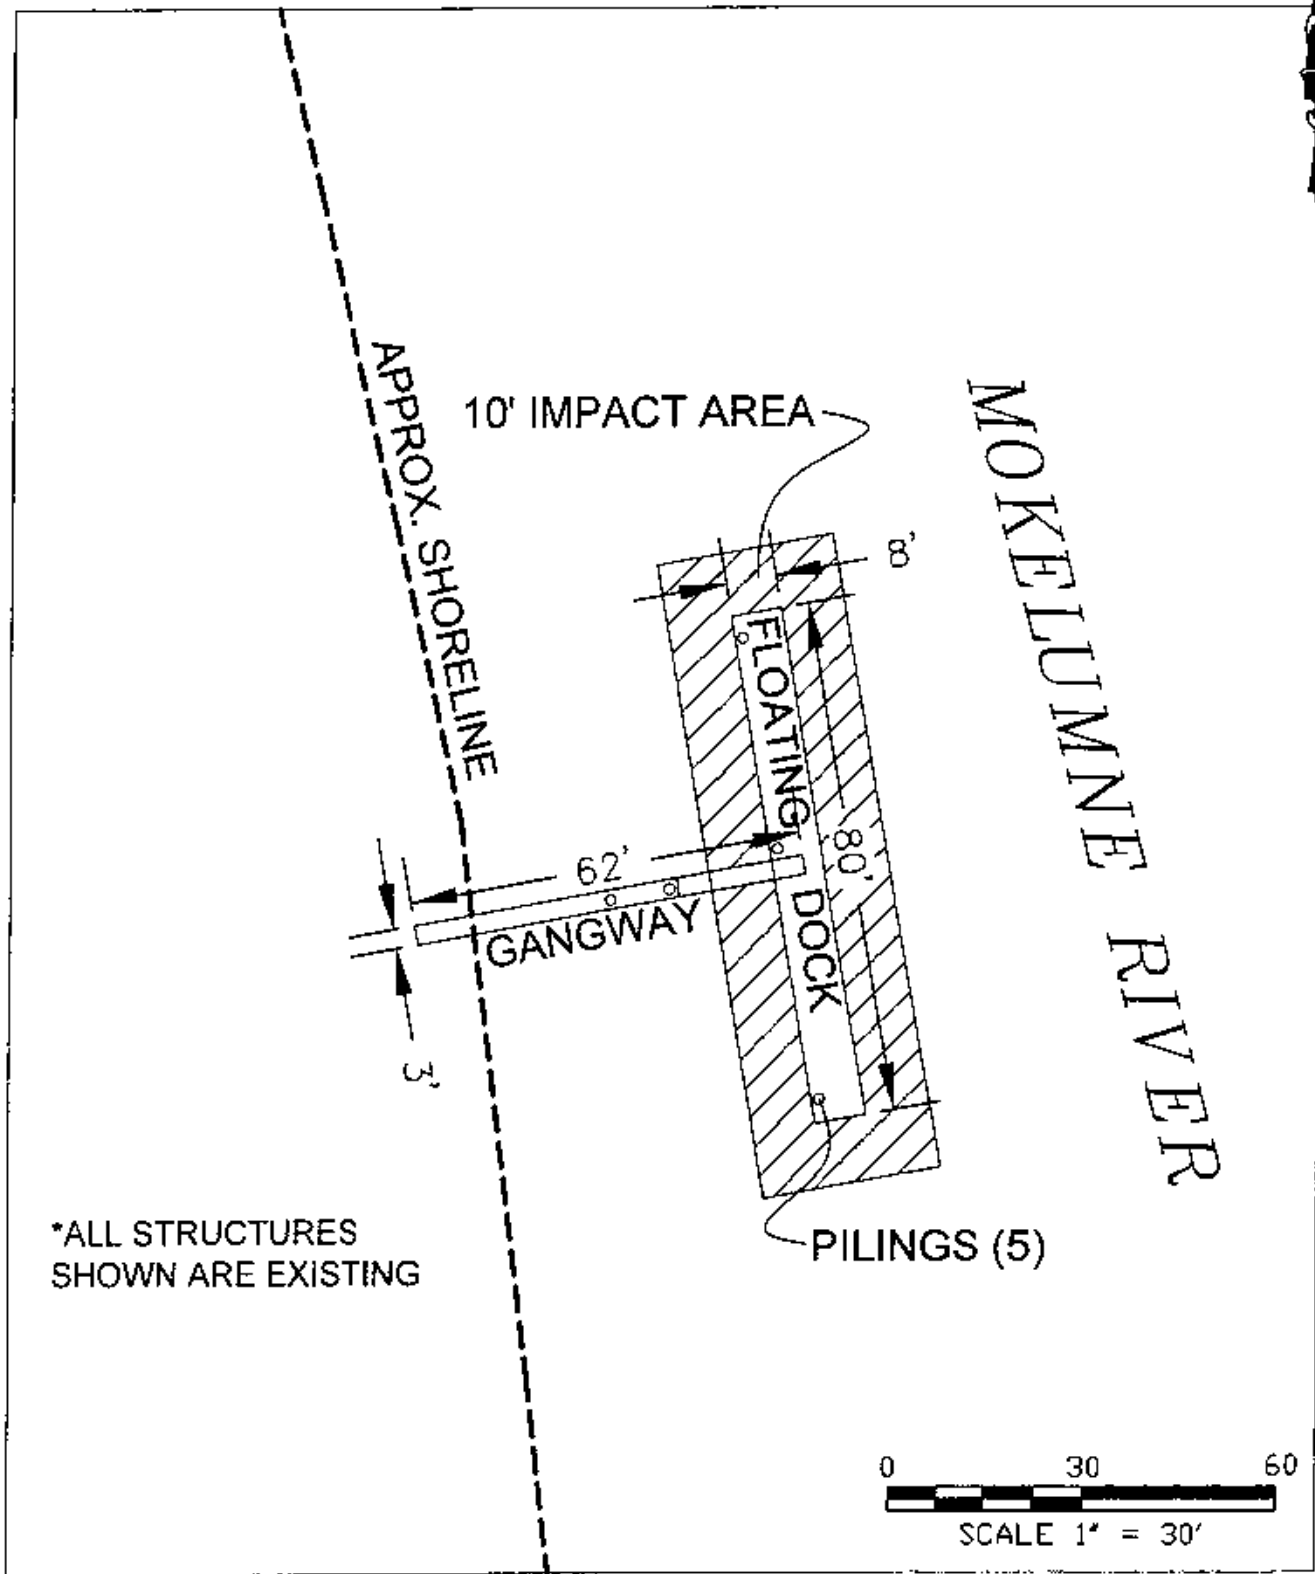 APPROX. SHORELINE
10' IMPACT AREA
8'
MOKELUMNE RIVER
FLOATING DOCK
80'
62'
GANGWAY
3'
PILINGS (5)
*ALL STRUCTURES
SHOWN ARE EXISTING
0 30 60
SCALE 1" = 30'